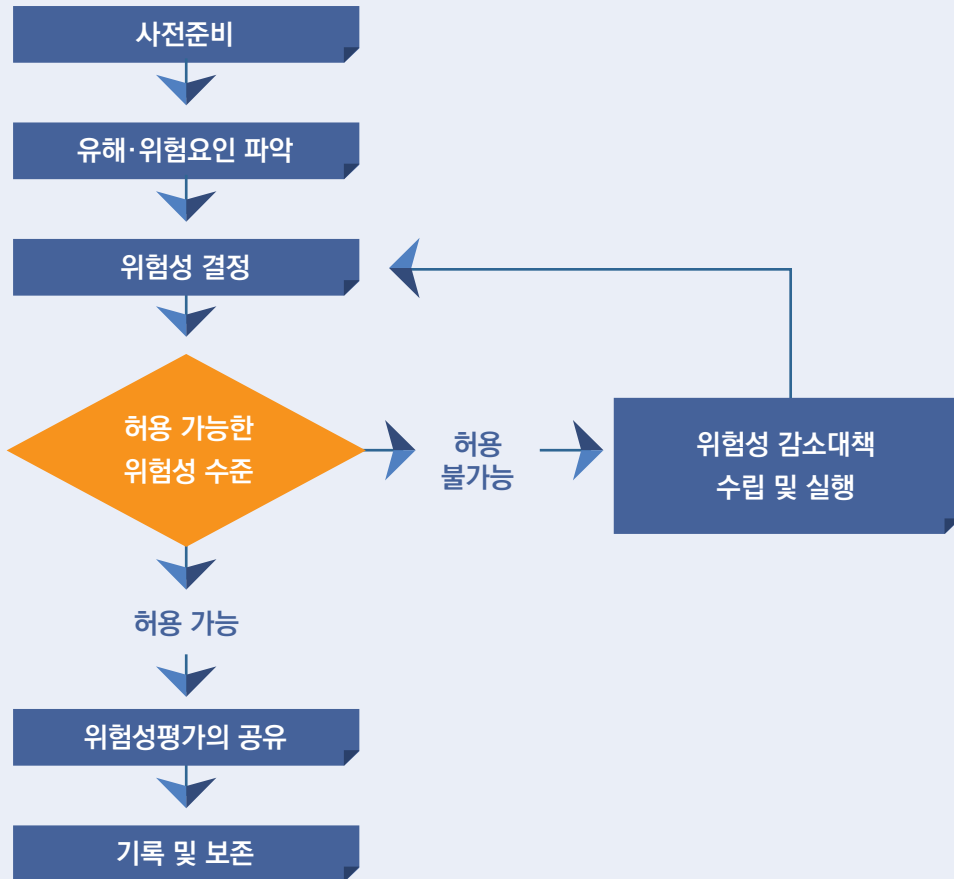 사전준비
유해·위험요인 파악
위험성 결정
허용 가능한
위험성 수준
허용
불가능
위험성 감소대책
수립 및 실행
허용 가능
위험성평가의 공유
기록 및 보존